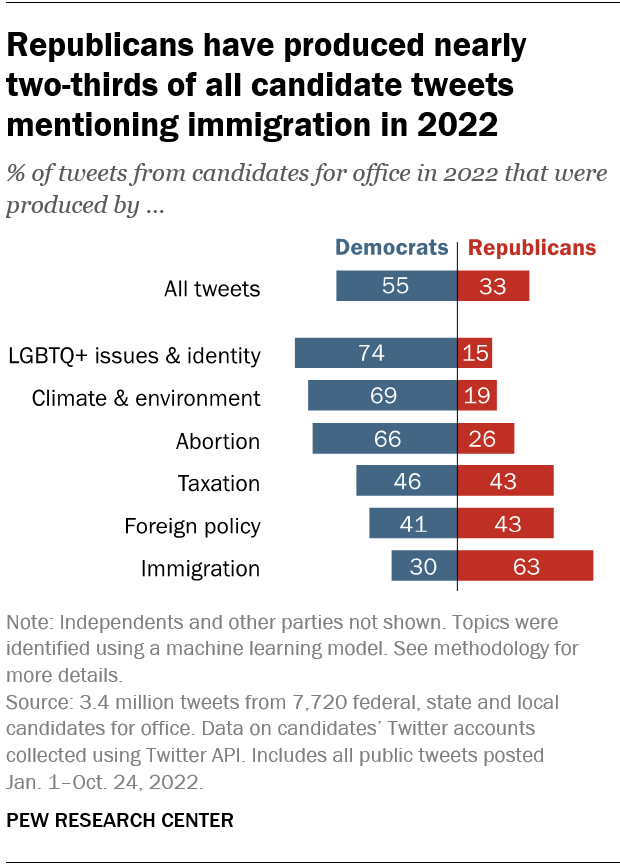 Republicans have produced nearly
two-thirds of all candidate tweets
mentioning immigration in 2022
% of tweets from candidates for office in 2022 that were
produced by ...
Democrats Republicans
All tweets 55 33
LGBTQ+ issues & identity 74 15
Climate & environment 69 19
Abortion 66 26
Taxation 46 43
Foreign policy 41 43
Immigration 30 63
Note: Independents and other parties not shown. Topics were
identified using a machine learning model. See methodology for
more details.
Source: 3.4 million tweets from 7,720 federal, state and local
candidates for office. Data on candidates’ Twitter accounts
collected using Twitter API. Includes all public tweets posted
Jan. 1–Oct. 24, 2022.
PEW RESEARCH CENTER